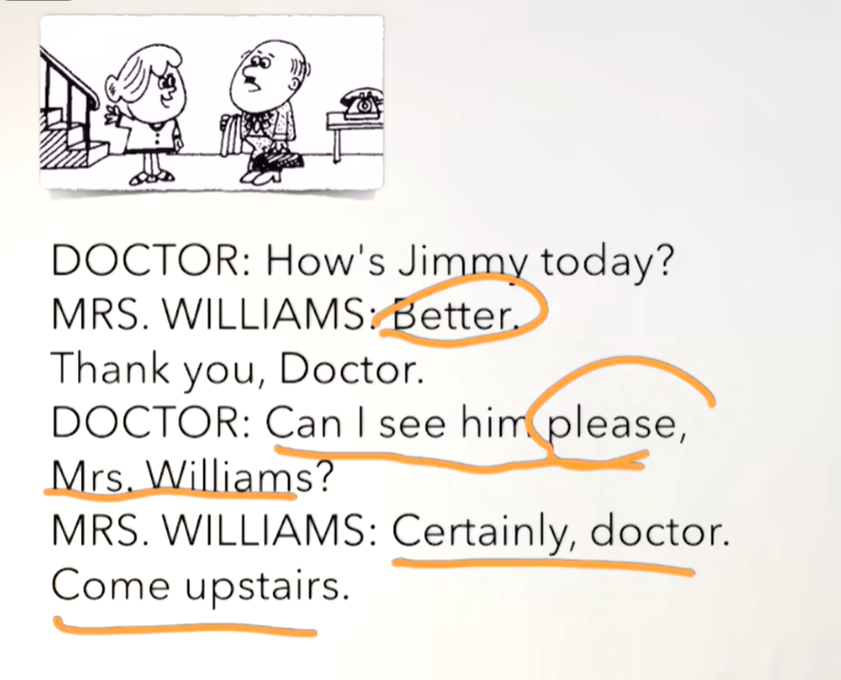 DOCTOR: How's Jimmy today?
MRS. WILLIAMS: Better.
Thank you, Doctor.
DOCTOR: Can I see him please,
Mrs. Williams?
MRS. WILLIAMS: Certainly, doctor.
Come upstairs.